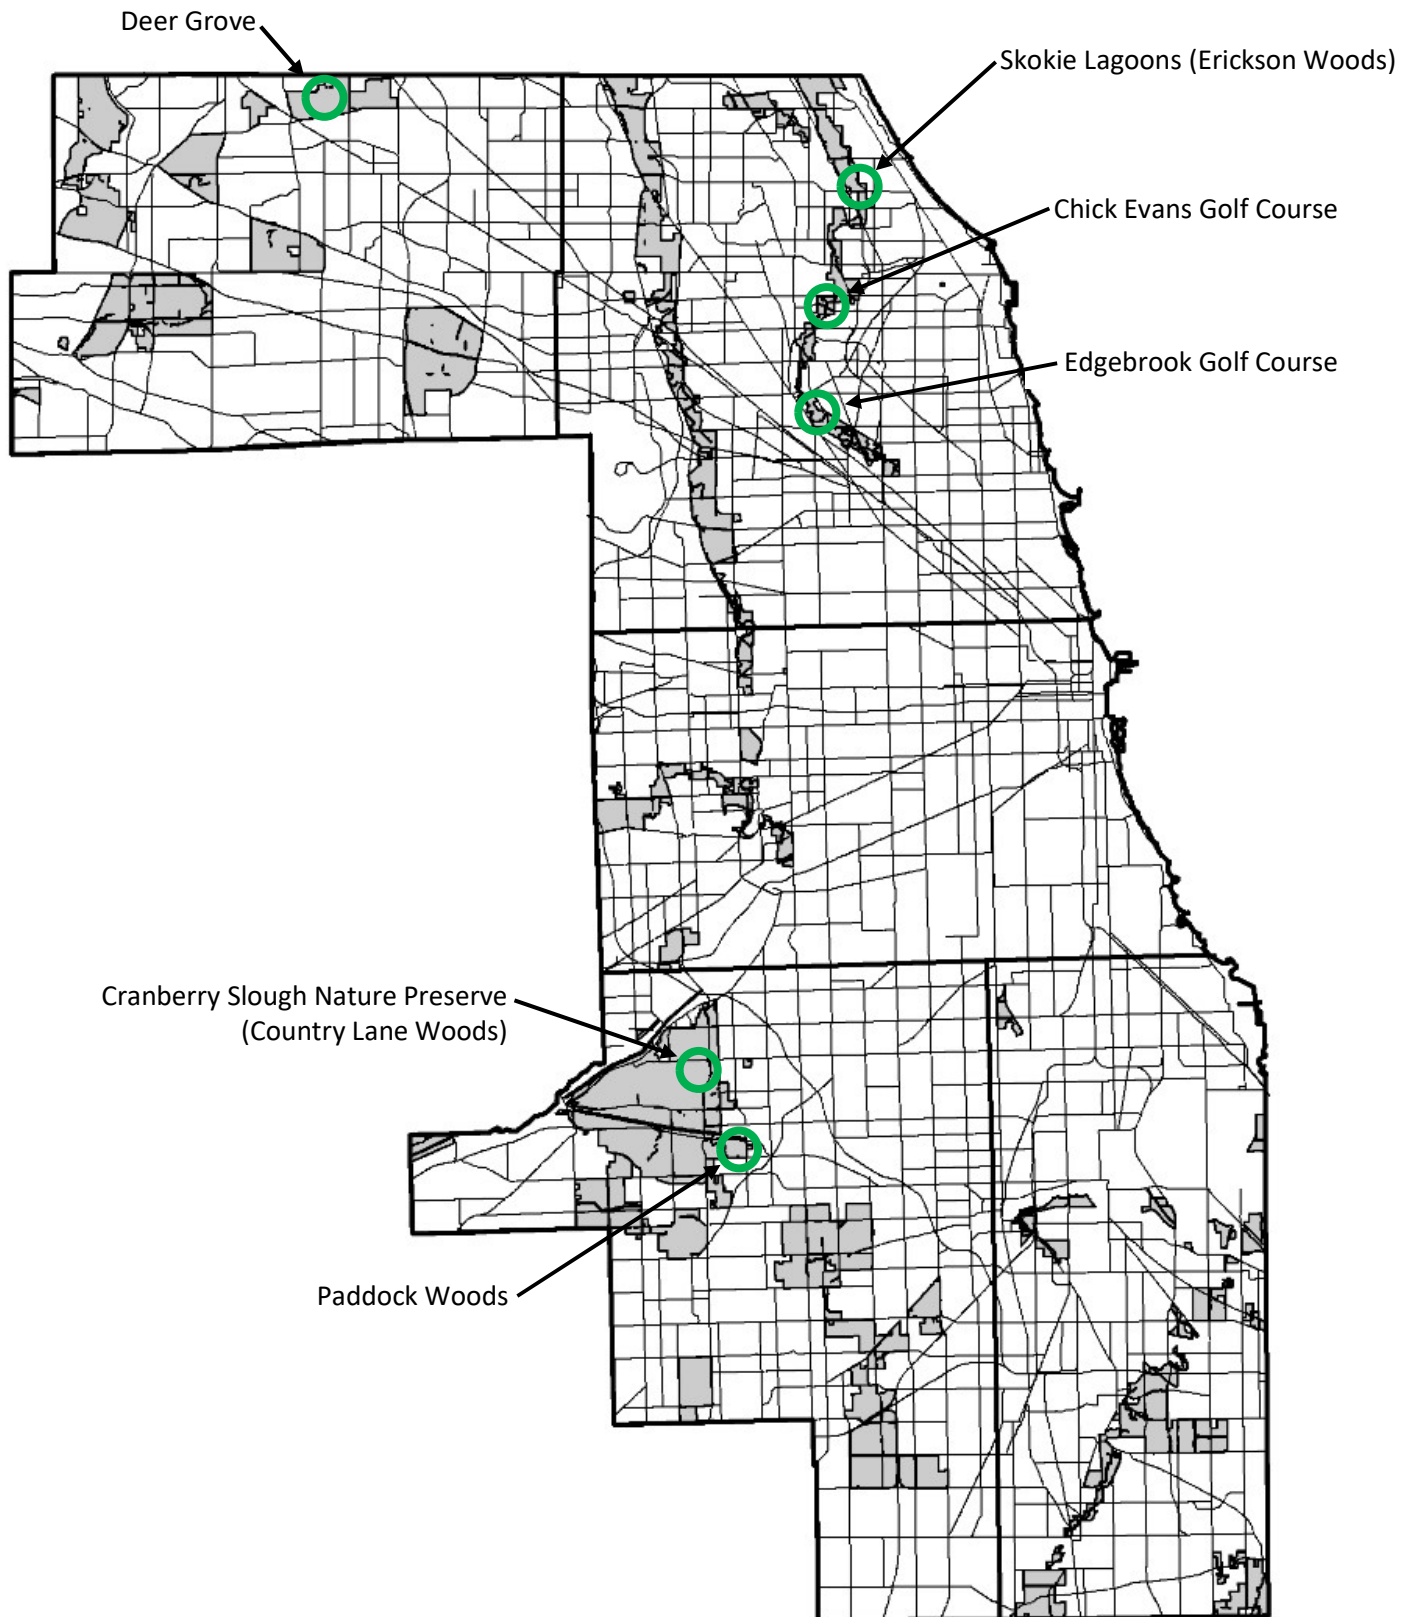 Deer Grove
Skokie Lagoons (Erickson Woods)
Chick Evans Golf Course
Edgebrook Golf Course
Cranberry Slough Nature Preserve
(Country Lane Woods)
Paddock Woods